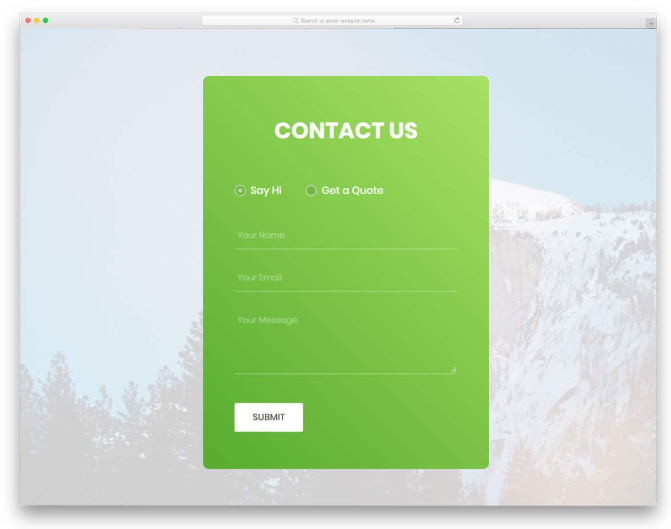 Search or enter website name
CONTACT US
Say Hi
Get a Quote
Your Name
Your Email
Your Message
SUBMIT